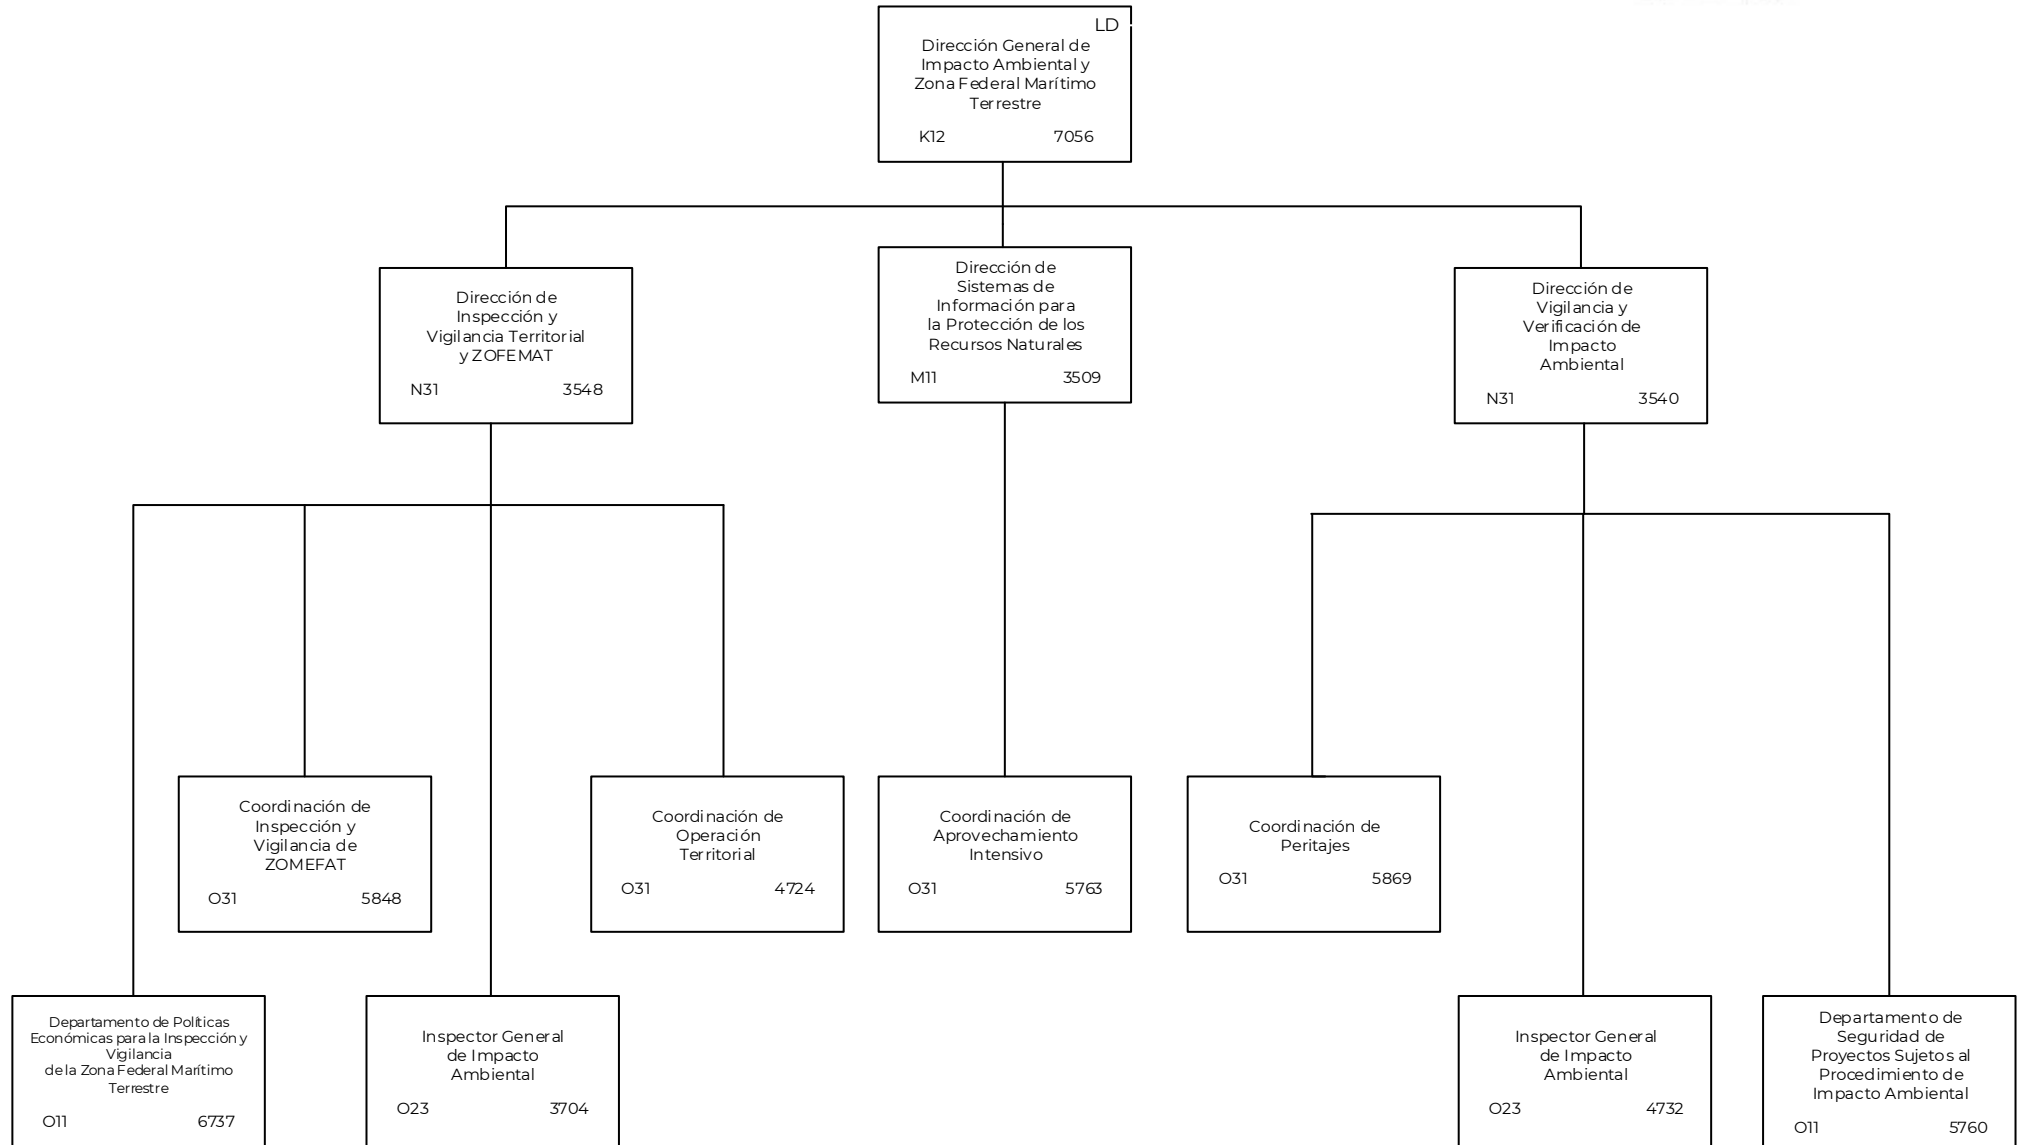 LD
Dirección General de
Impacto Ambiental y
Zona Federal Marítimo
Terrestre
K12 7056
Dirección de
Inspección y
Vigilancia Territorial
y ZOFEMAT
N31 3548
Dirección de
Sistemas de
Información para
la Protección de los
Recursos Naturales
M11 3509
Dirección de
Vigilancia y
Verificación de
Impacto
Ambiental
N31 3540
Coordinación de
Inspección y
Vigilancia de
ZOMEFAT
O31 5848
Coordinación de
Operación
Territorial
O31 4724
Coordinación de
Aprovechamiento
Intensivo
O31 5763
Coordinación de
Peritajes
O31 5869
Departamento de Políticas
Económicas para la Inspección y
Vigilancia
de la Zona Federal Marítimo
Terrestre
O11 6737
Inspector General
de Impacto
Ambiental
O23 3704
Inspector General
de Impacto
Ambiental
O23 4732
Departamento de
Seguridad de
Proyectos Sujetos al
Procedimiento de
Impacto Ambiental
O11 5760